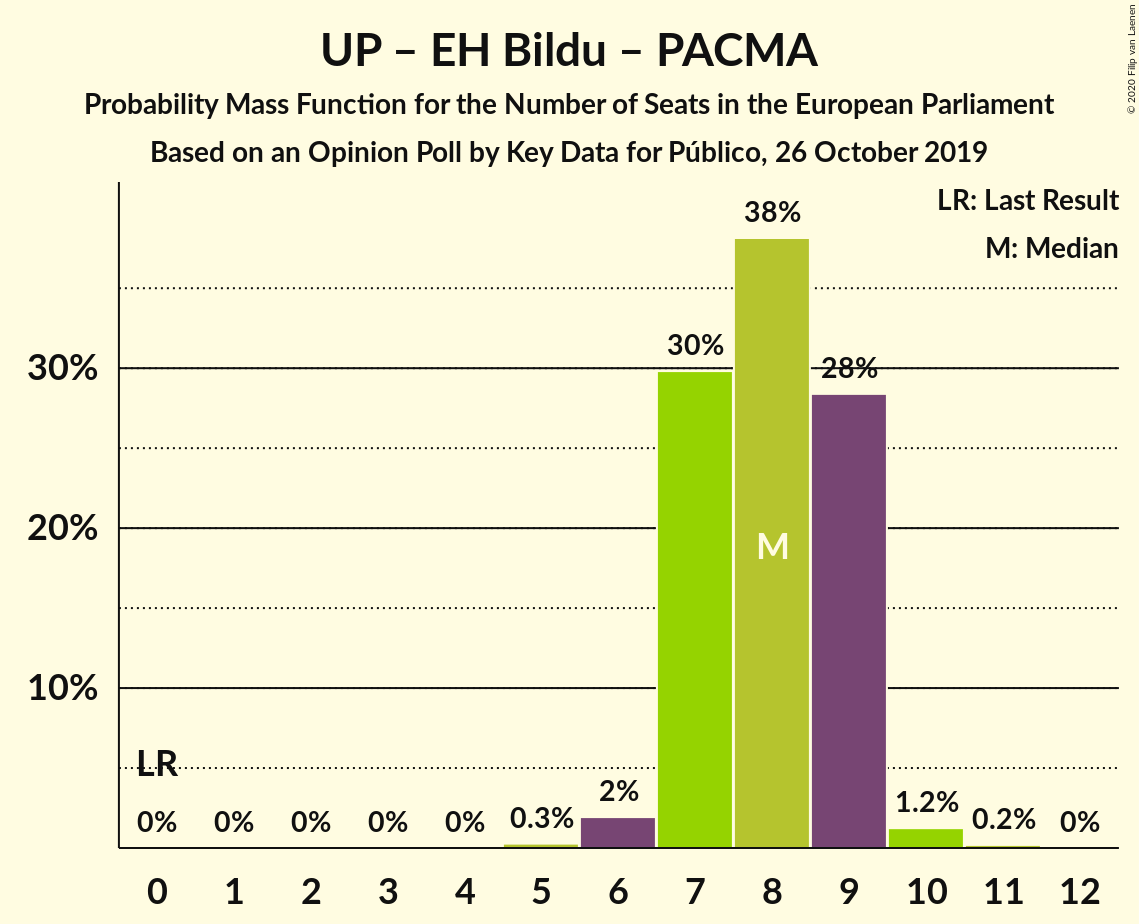 UP – EH Bildu – PACMA
Probability Mass Function for the Number of Seats in the European Parliament
Based on an Opinion Poll by Key Data for Público, 26 October 2019
© 2020 Filip van Laenen
LR: Last Result
M: Median
38%
30%
28%
30%
20%
M
10%
LR
0%
0%
0%
0%
0%
0.3%
2%
1.2%
0.2%
0%
0 1 2 3 4 5 6 7 8 9 10 11 12